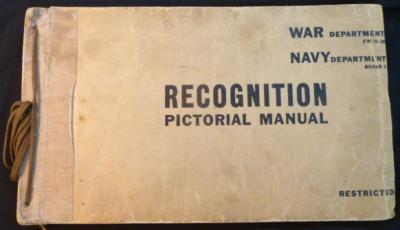 WAR DEPARTMENT
NAVY DEPARTMENT
RECOGNITION
PICTORIAL MANUAL
RESTRICTED